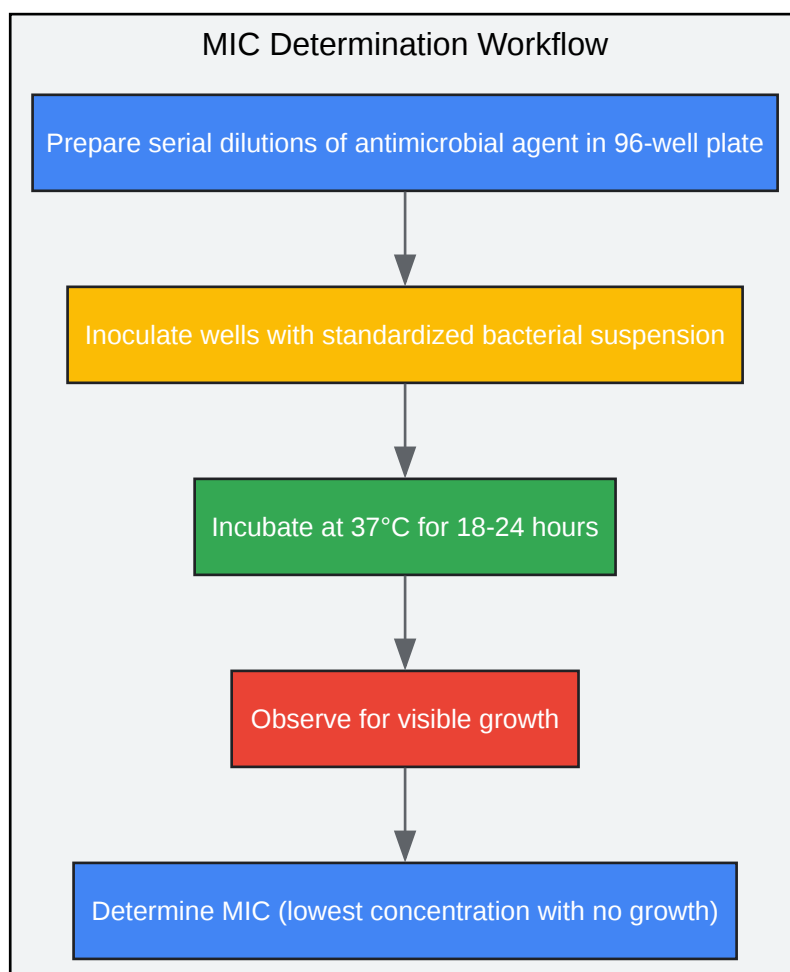 MIC Determination Workflow
Prepare serial dilutions of antimicrobial agent in 96-well plate
Inoculate wells with standardized bacterial suspension
Incubate at 37°C for 18-24 hours
Observe for visible growth
Determine MIC (lowest concentration with no growth)